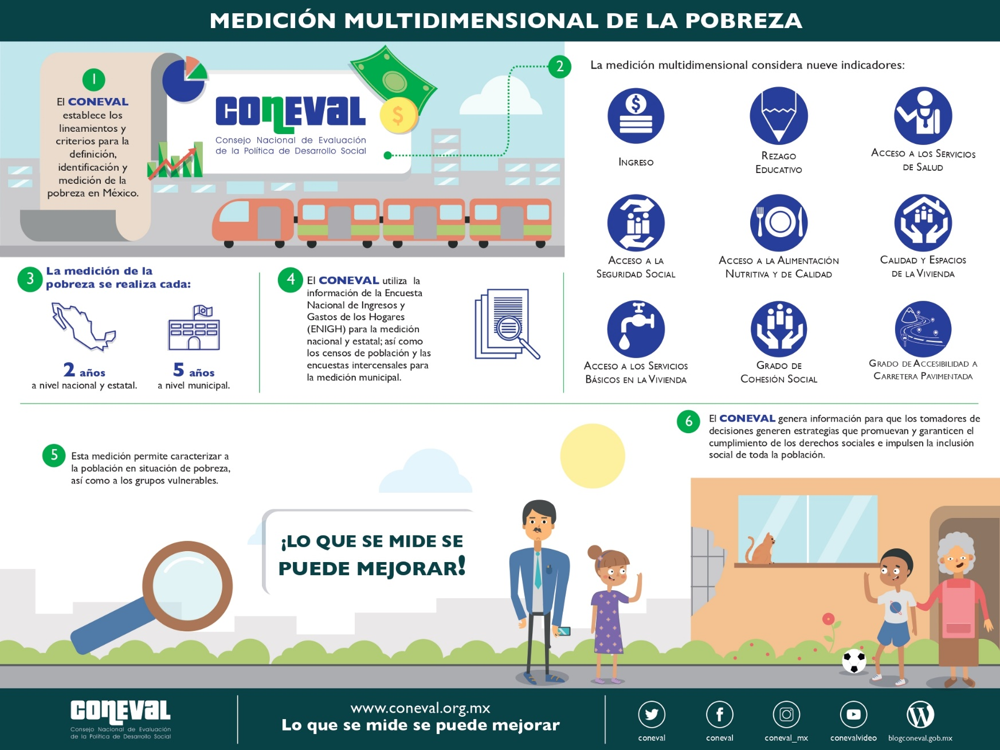 MEDICIÓN MULTIDIMENSIONAL DE LA POBREZA
1
El CONEVAL
establece los
lineamientos y
criterios para la
definición,
identificación y
medición de la
pobreza en México.
CONEVAL
Consejo Nacional de Evaluación
de la Política de Desarrollo Social
$
2
La medición multidimensional considera nueve indicadores:
$
INGRESO
REZAGO
EDUCATIVO
ACCESO A LOS SERVICIOS
DE SALUD
ACCESO A LA
SEGURIDAD SOCIAL
ACCESO A LA ALIMENTACIÓN
NUTRITIVA Y DE CALIDAD
CALIDAD Y ESPACIOS
DE LA VIVIENDA
ACCESO A LOS SERVICIOS
BÁSICOS EN LA VIVIENDA
GRADO DE
COHESIÓN SOCIAL
GRADO DE ACCESIBILIDAD A
CARRETERA PAVIMENTADA
3
La medición de la
pobreza se realiza cada:
2 años
a nivel nacional y estatal.
5 años
a nivel municipal.
4
El CONEVAL utiliza la
información de la Encuesta
Nacional de Ingresos y
Gastos de los Hogares
(ENIGH) para la medición
nacional y estatal; así como
los censos de población y las
encuestas intercensales para
la medición municipal.
5
Esta medición permite caracterizar a
la población en situación de pobreza,
así como a los grupos vulnerables.
6
El CONEVAL genera información para que los tomadores de
decisiones generen estrategias que promuevan y garanticen el
cumplimiento de los derechos sociales e impulsen la inclusión
social de toda la población.
¡LO QUE SE MIDE SE
PUEDE MEJORAR!
CONEVAL
Consejo Nacional de Evaluación
de la Política de Desarrollo Social
www.coneval.org.mx
Lo que se mide se puede mejorar
coneval
coneval
coneval_mx
conevalvideo
blogconeval.gob.mx